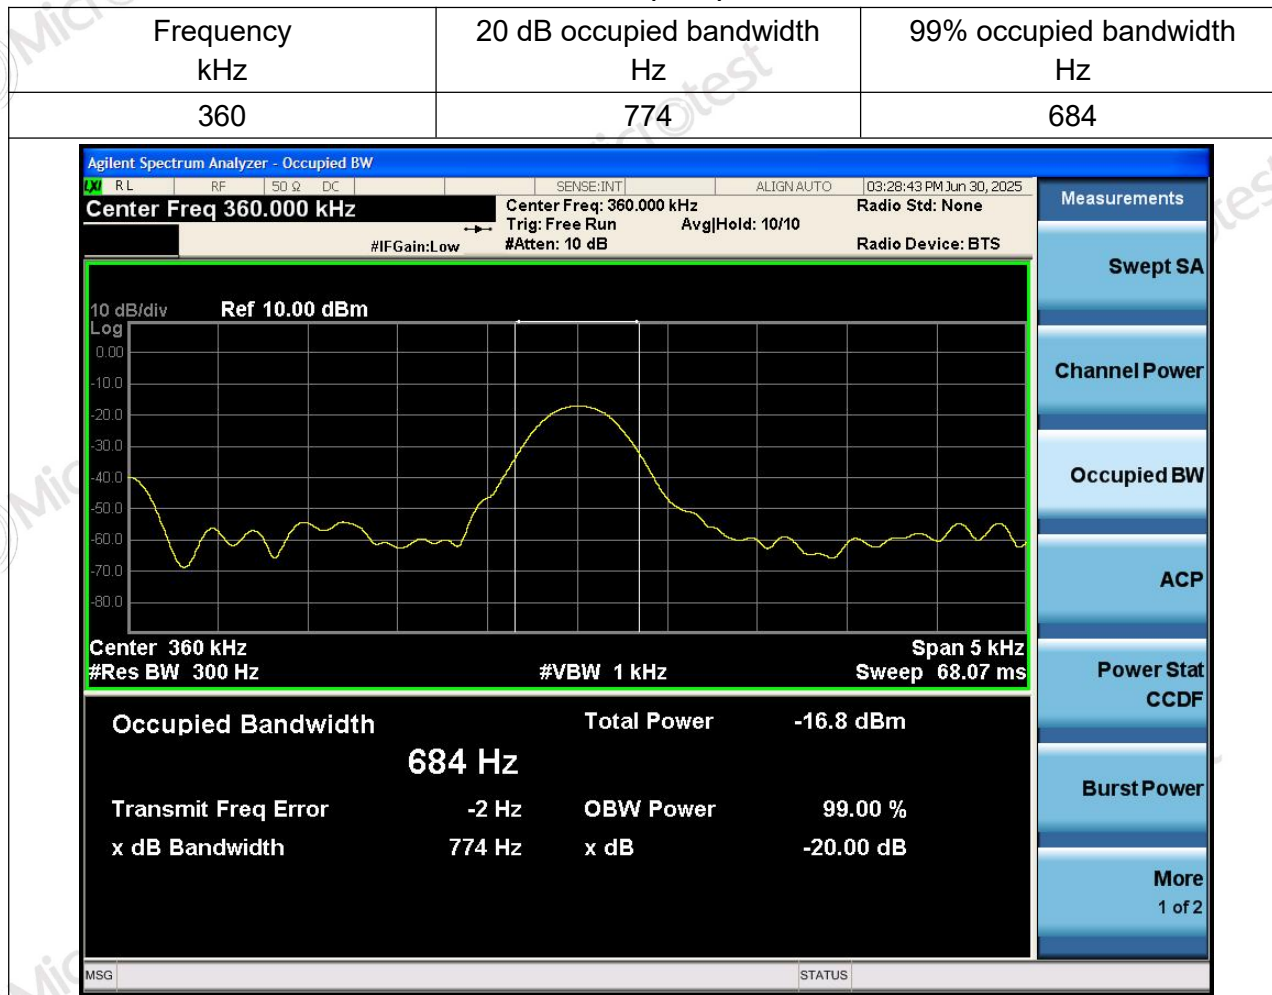 Frequency 20 dB occupied bandwidth 99% occupied bandwidth
kHz Hz Hz
360 774 684
Agilent Spectrum Analyzer - Occupied BW
LXI RL RF 50 Ω DC SENSE:INT ALIGN AUTO 03:28:43 PM Jun 30, 2025
Center Freq 360.000 kHz
Center Freq: 360.000 kHz Radio Std: None
Trig: Free Run Avg|Hold: 10/10
#IFGain:Low #Atten: 10 dB Radio Device: BTS
10 dB/div Ref 10.00 dBm
Log
0.00
-10.0
-20.0
-30.0
-40.0
-50.0
-60.0
-70.0
-80.0
Center 360 kHz Span 5 kHz
#Res BW 300 Hz #VBW 1 kHz Sweep 68.07 ms
Occupied Bandwidth Total Power -16.8 dBm
684 Hz
Transmit Freq Error -2 Hz OBW Power 99.00 %
x dB Bandwidth 774 Hz x dB -20.00 dB
Measurements
Swept SA
Channel Power
Occupied BW
ACP
Power Stat
CCDF
Burst Power
More
1 of 2
MSG STATUS